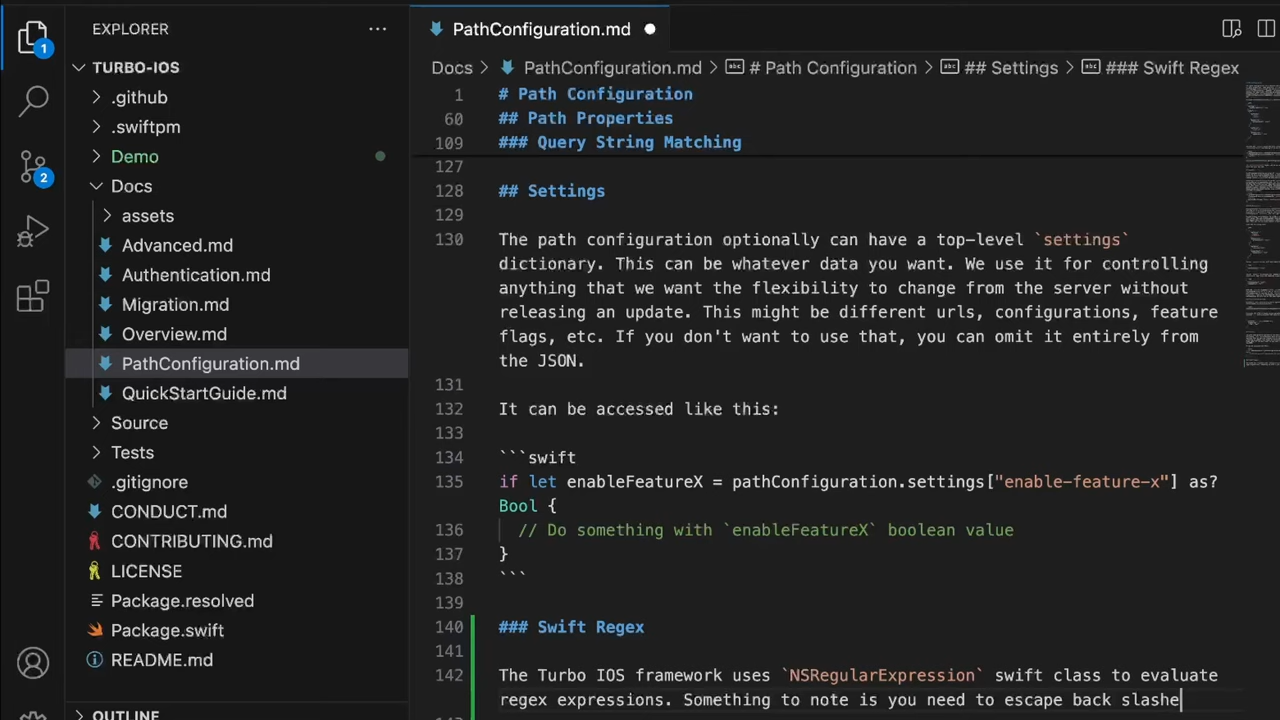 EXPLORER
TURBO-IOS
.github
.swiftpm
Demo
Docs
assets
Advanced.md
Authentication.md
Migration.md
Overview.md
PathConfiguration.md
QuickStartGuide.md
Source
Tests
.gitignore
CONDUCT.md
CONTRIBUTING.md
LICENSE
Package.resolved
Package.swift
README.md
OUTLINE
1
2
PathConfiguration.md
Docs > PathConfiguration.md > # Path Configuration > ## Settings > ### Swift Regex
1 # Path Configuration
60 ## Path Properties
109 ### Query String Matching
127
128 ## Settings
129
130 The path configuration optionally can have a top-level `settings`
dictionary. This can be whatever data you want. We use it for controlling
anything that we want the flexibility to change from the server without
releasing an update. This might be different urls, configurations, feature
flags, etc. If you don't want to use that, you can omit it entirely from
the JSON.
131
132 It can be accessed like this:
133
134 ```swift
135 if let enableFeatureX = pathConfiguration.settings["enable-feature-x"] as?
Bool {
136 // Do something with `enableFeatureX` boolean value
137 }
138 ```
139
140 ### Swift Regex
141
142 The Turbo IOS framework uses `NSRegularExpression` swift class to evaluate
regex expressions. Something to note is you need to escape back slashe